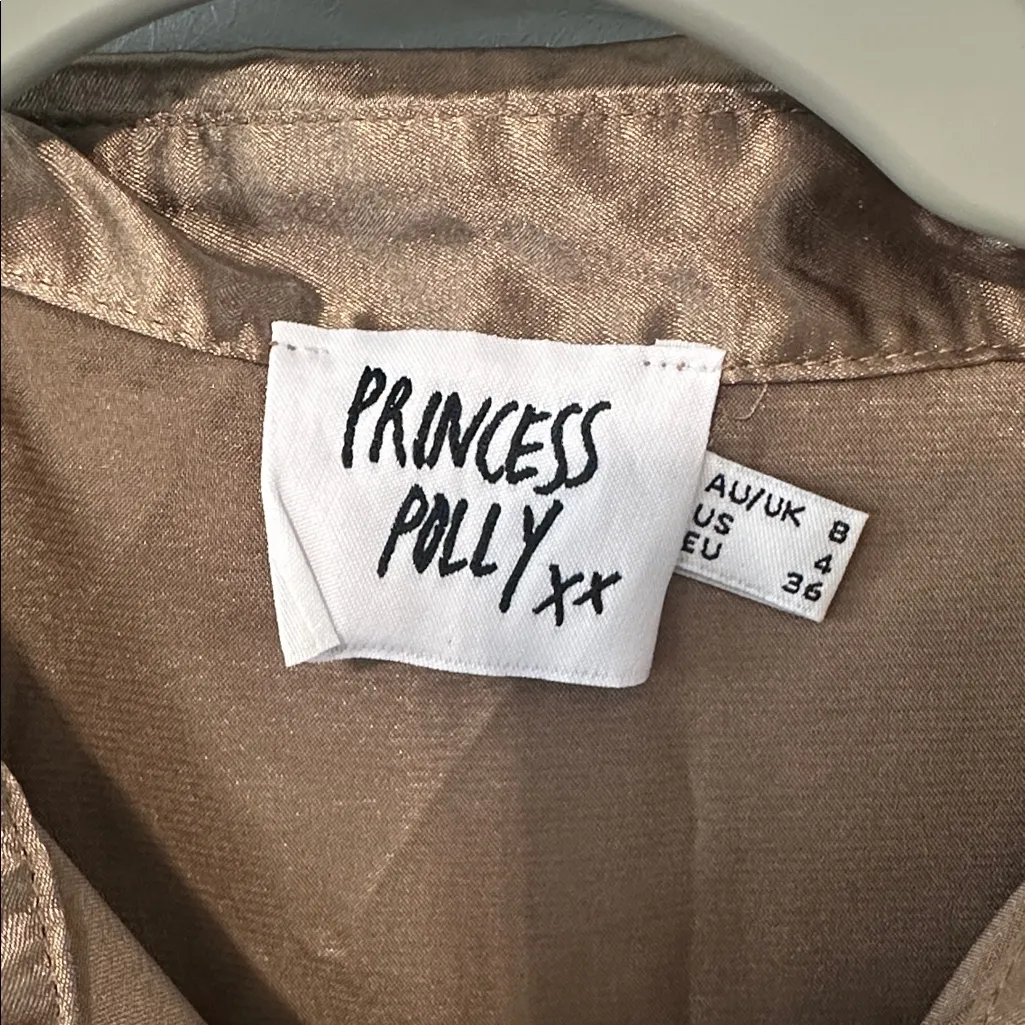 PRINCESS
POLLY
xx
AU/UK 8
US 4
EU 36